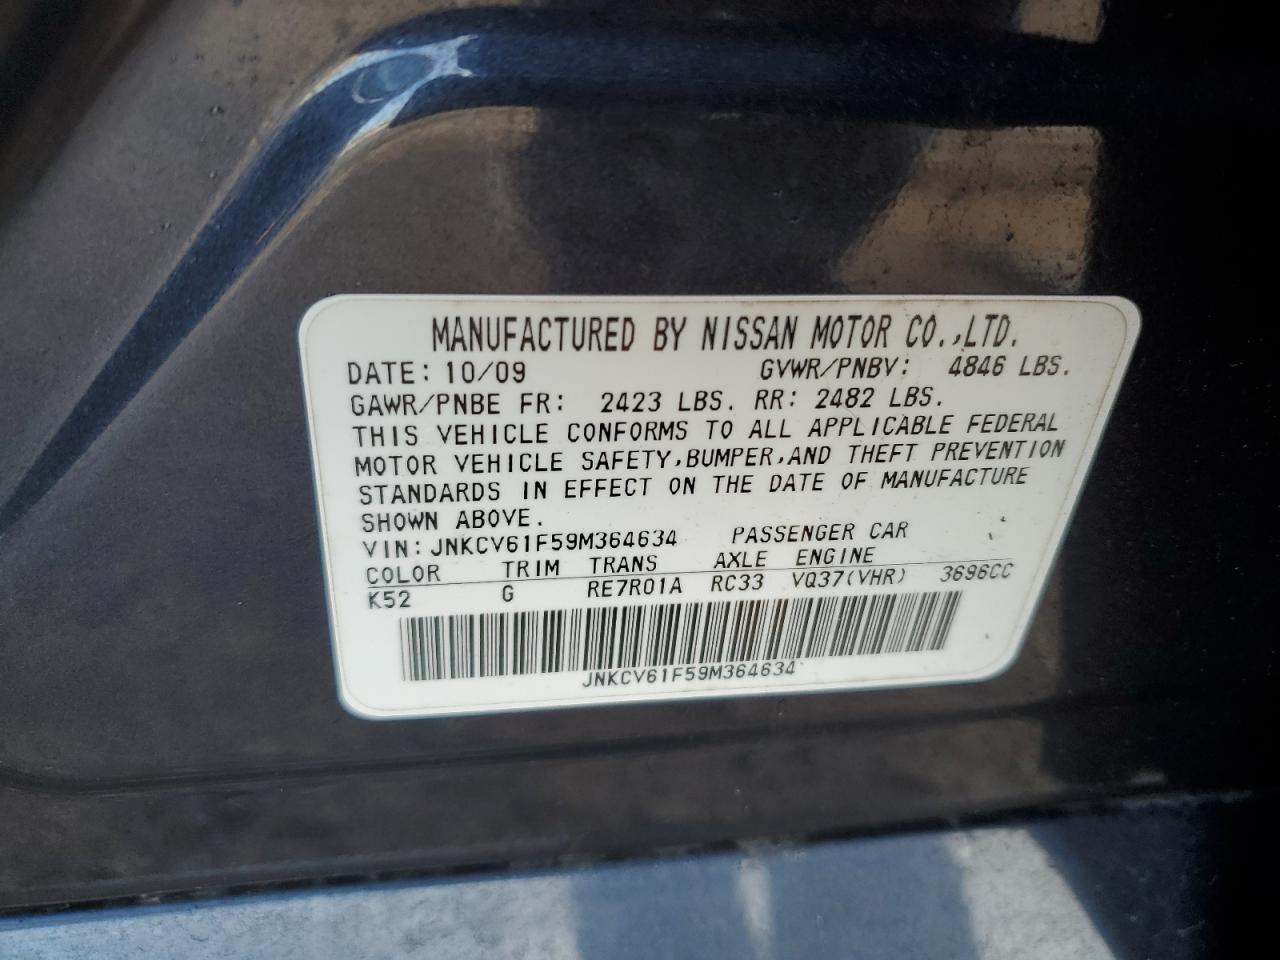 MANUFACTURED BY NISSAN MOTOR CO.,LTD.
DATE: 10/09 GVWR/PNBV: 4846 LBS.
GAWR/PNBE FR: 2423 LBS. RR: 2482 LBS.
THIS VEHICLE CONFORMS TO ALL APPLICABLE FEDERAL
MOTOR VEHICLE SAFETY,BUMPER,AND THEFT PREVENTION
STANDARDS IN EFFECT ON THE DATE OF MANUFACTURE
SHOWN ABOVE.
VIN: JNKCV61F59M364634 PASSENGER CAR
COLOR TRIM TRANS AXLE ENGINE
K52 G RE7R01A RC33 VQ37(VHR) 3696CC
JNKCV61F59M364634